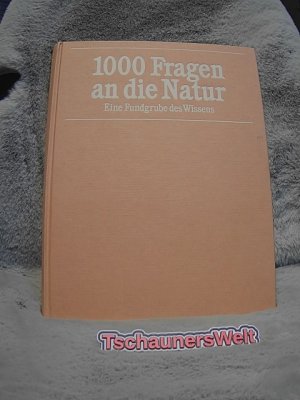 1000 Fragen
an die Natur
Eine Fundgrube des Wissens
TschaunersWelt